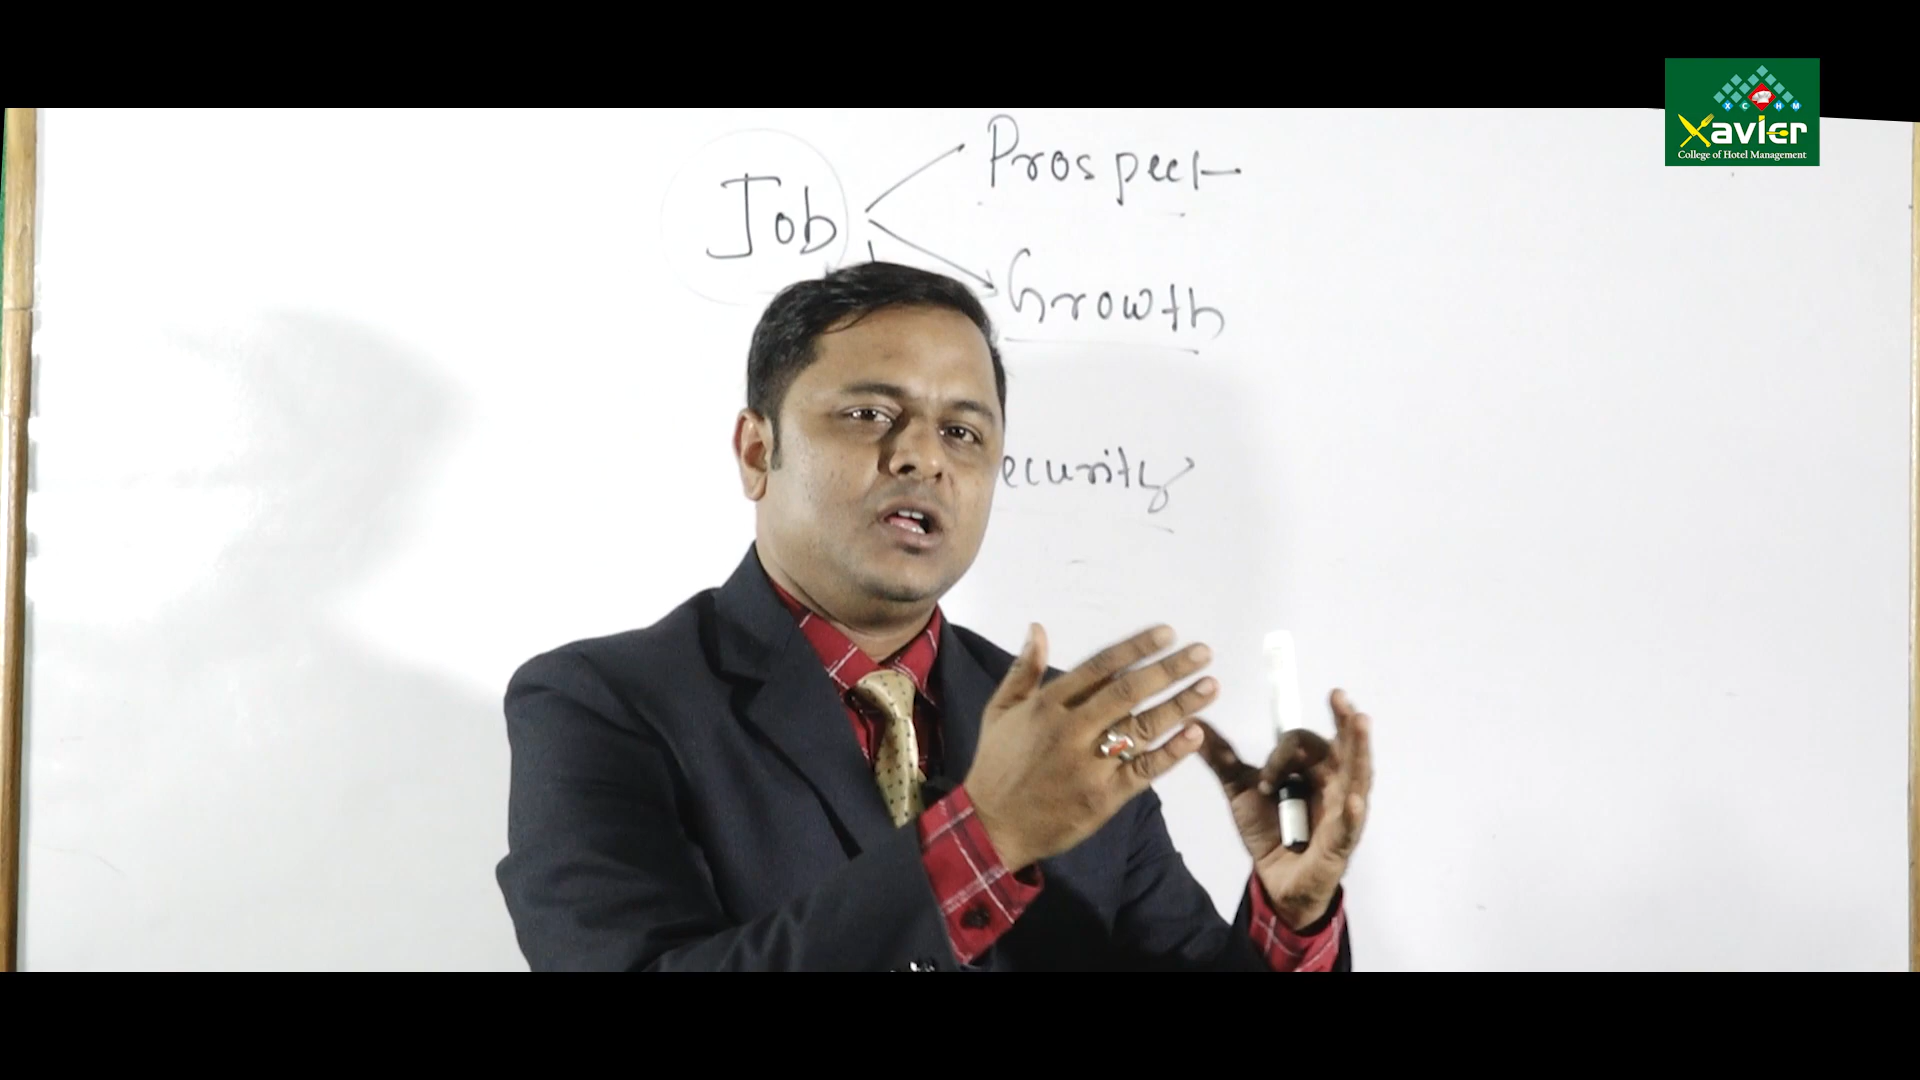 Prospect
Job
Growth
ecurity
X C H M
Xavier
College of Hotel Management